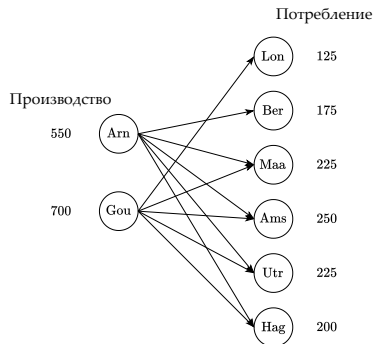 Потребление
Lon 125
Производство
Ber 175
550 Arn
Maa 225
700 Gou
Ams 250
Utr 225
Hag 200